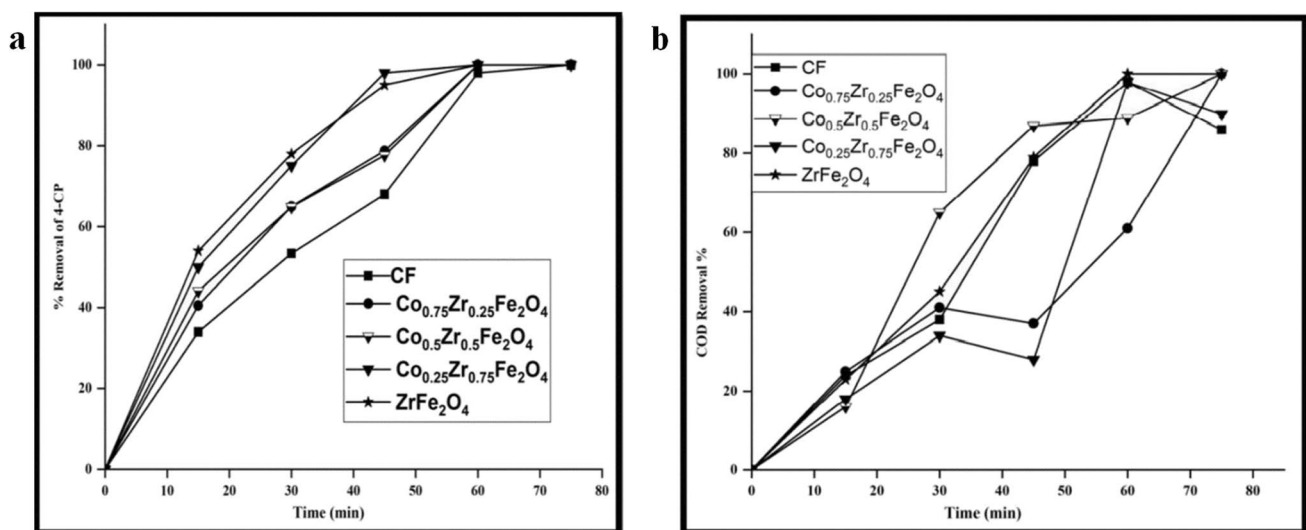 a
% Removal of 4-CP
100
80
60
40
20
0
CF
Co0.75Zr0.25Fe2O4
Co0.5Zr0.5Fe2O4
Co0.25Zr0.75Fe2O4
ZrFe2O4
0 10 20 30 40 50 60 70 80
Time (min)
b
COD Removal %
100
80
60
40
20
0
CF
Co0.75Zr0.25Fe2O4
Co0.5Zr0.5Fe2O4
Co0.25Zr0.75Fe2O4
ZrFe2O4
0 10 20 30 40 50 60 70 80
Time (min)